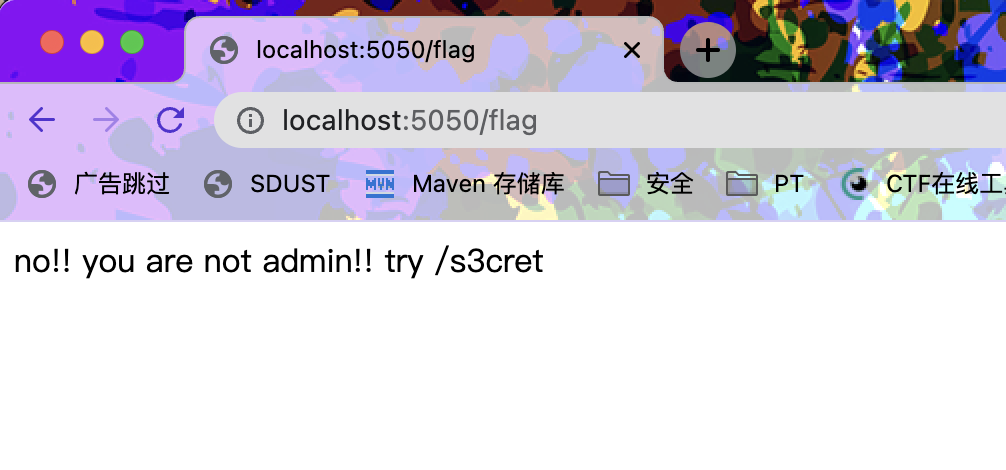 localhost:5050/flag
localhost:5050/flag
广告跳过 SDUST MVN Maven 存储库 安全 PT CTF在线工
no!! you are not admin!! try /s3cret